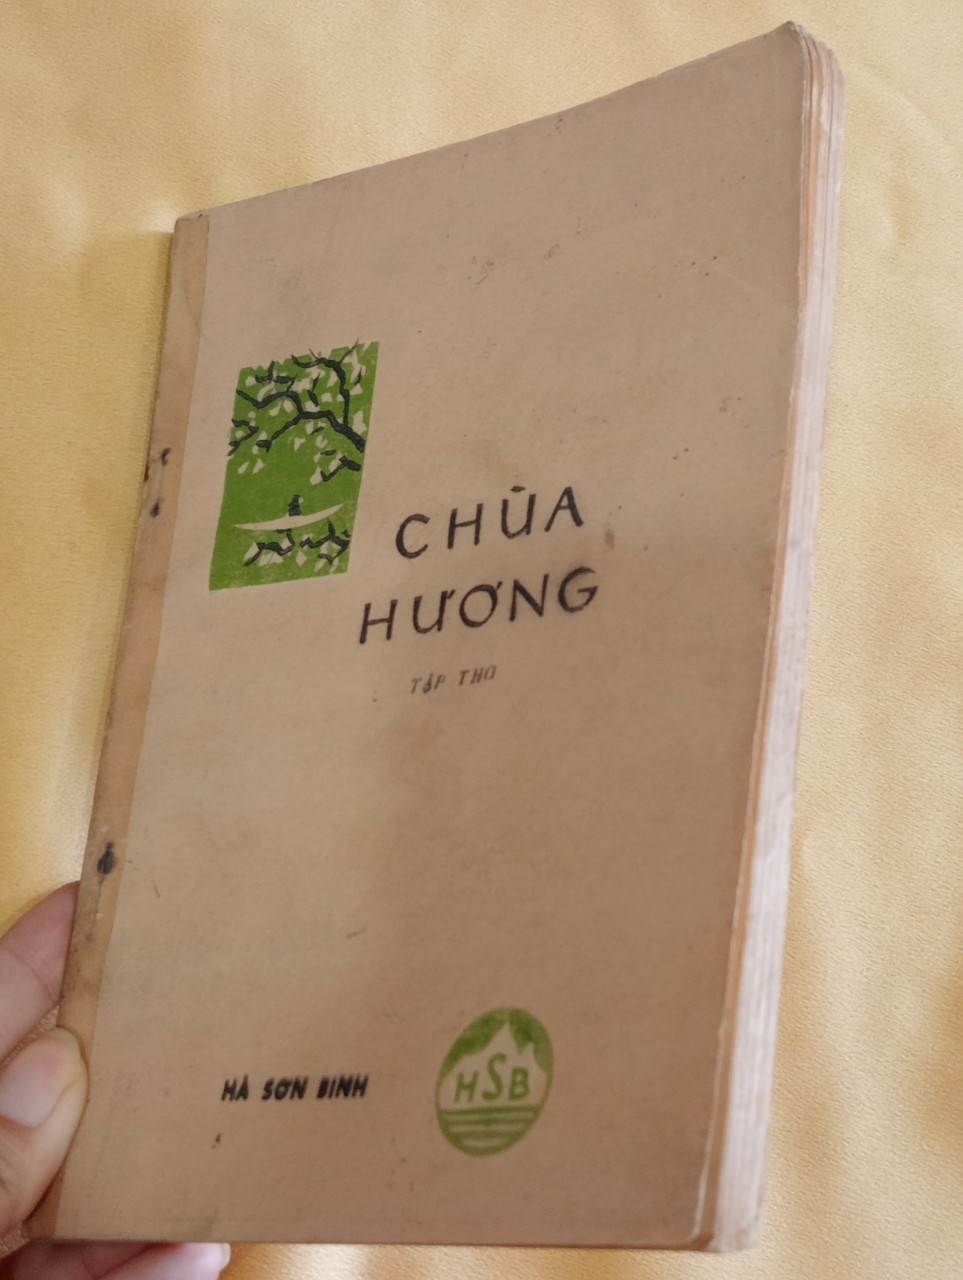 CHÙA
HƯƠNG
TẬP THƠ
HÀ SƠN BÌNH
HSB